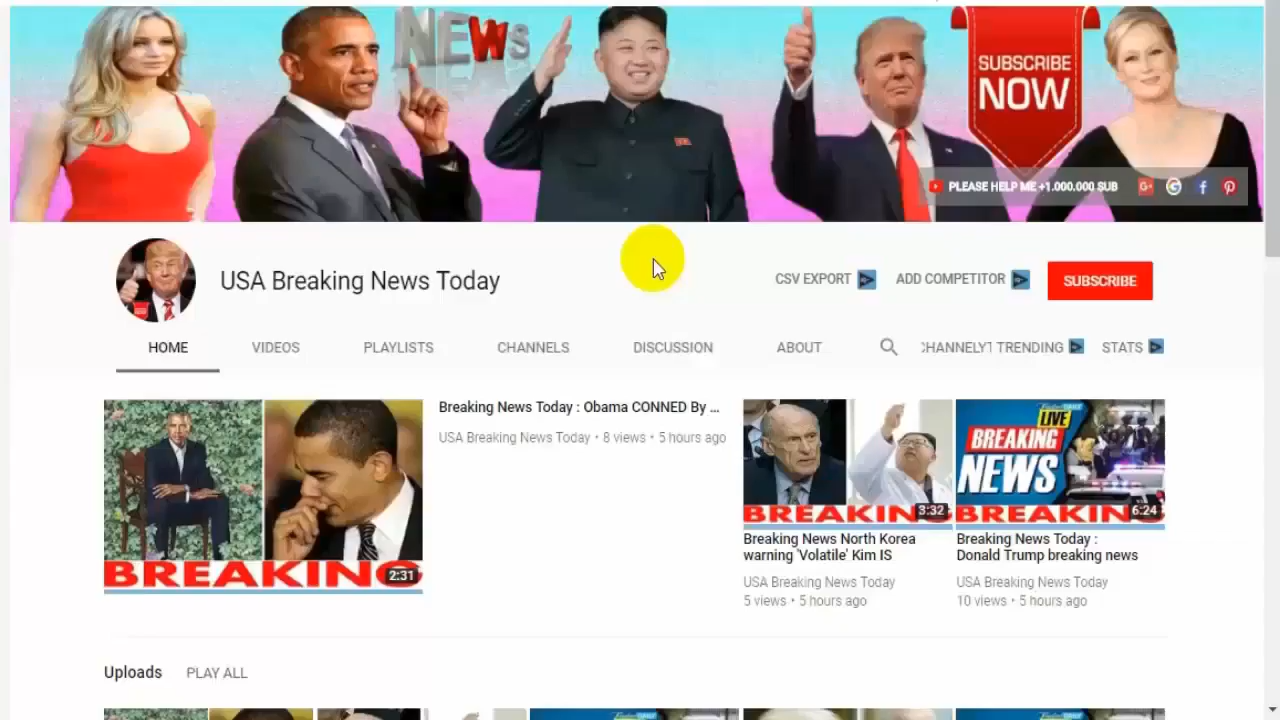 NEWS
SUBSCRIBE
NOW
PLEASE HELP ME +1.000.000 SUB
USA Breaking News Today
CSV EXPORT
ADD COMPETITOR
SUBSCRIBE
HOME
VIDEOS
PLAYLISTS
CHANNELS
DISCUSSION
ABOUT
CHANNELYT TRENDING
STATS
BREAKING
2:31
Breaking News Today : Obama CONNED By ...
USA Breaking News Today • 8 views • 5 hours ago
BREAKIN
3:32
Breaking News North Korea
warning 'Volatile' Kim IS
USA Breaking News Today
5 views • 5 hours ago
LIVE
BREAKING
NEWS
BREAKIN
6:24
Breaking News Today :
Donald Trump breaking news
USA Breaking News Today
10 views • 5 hours ago
Uploads
PLAY ALL